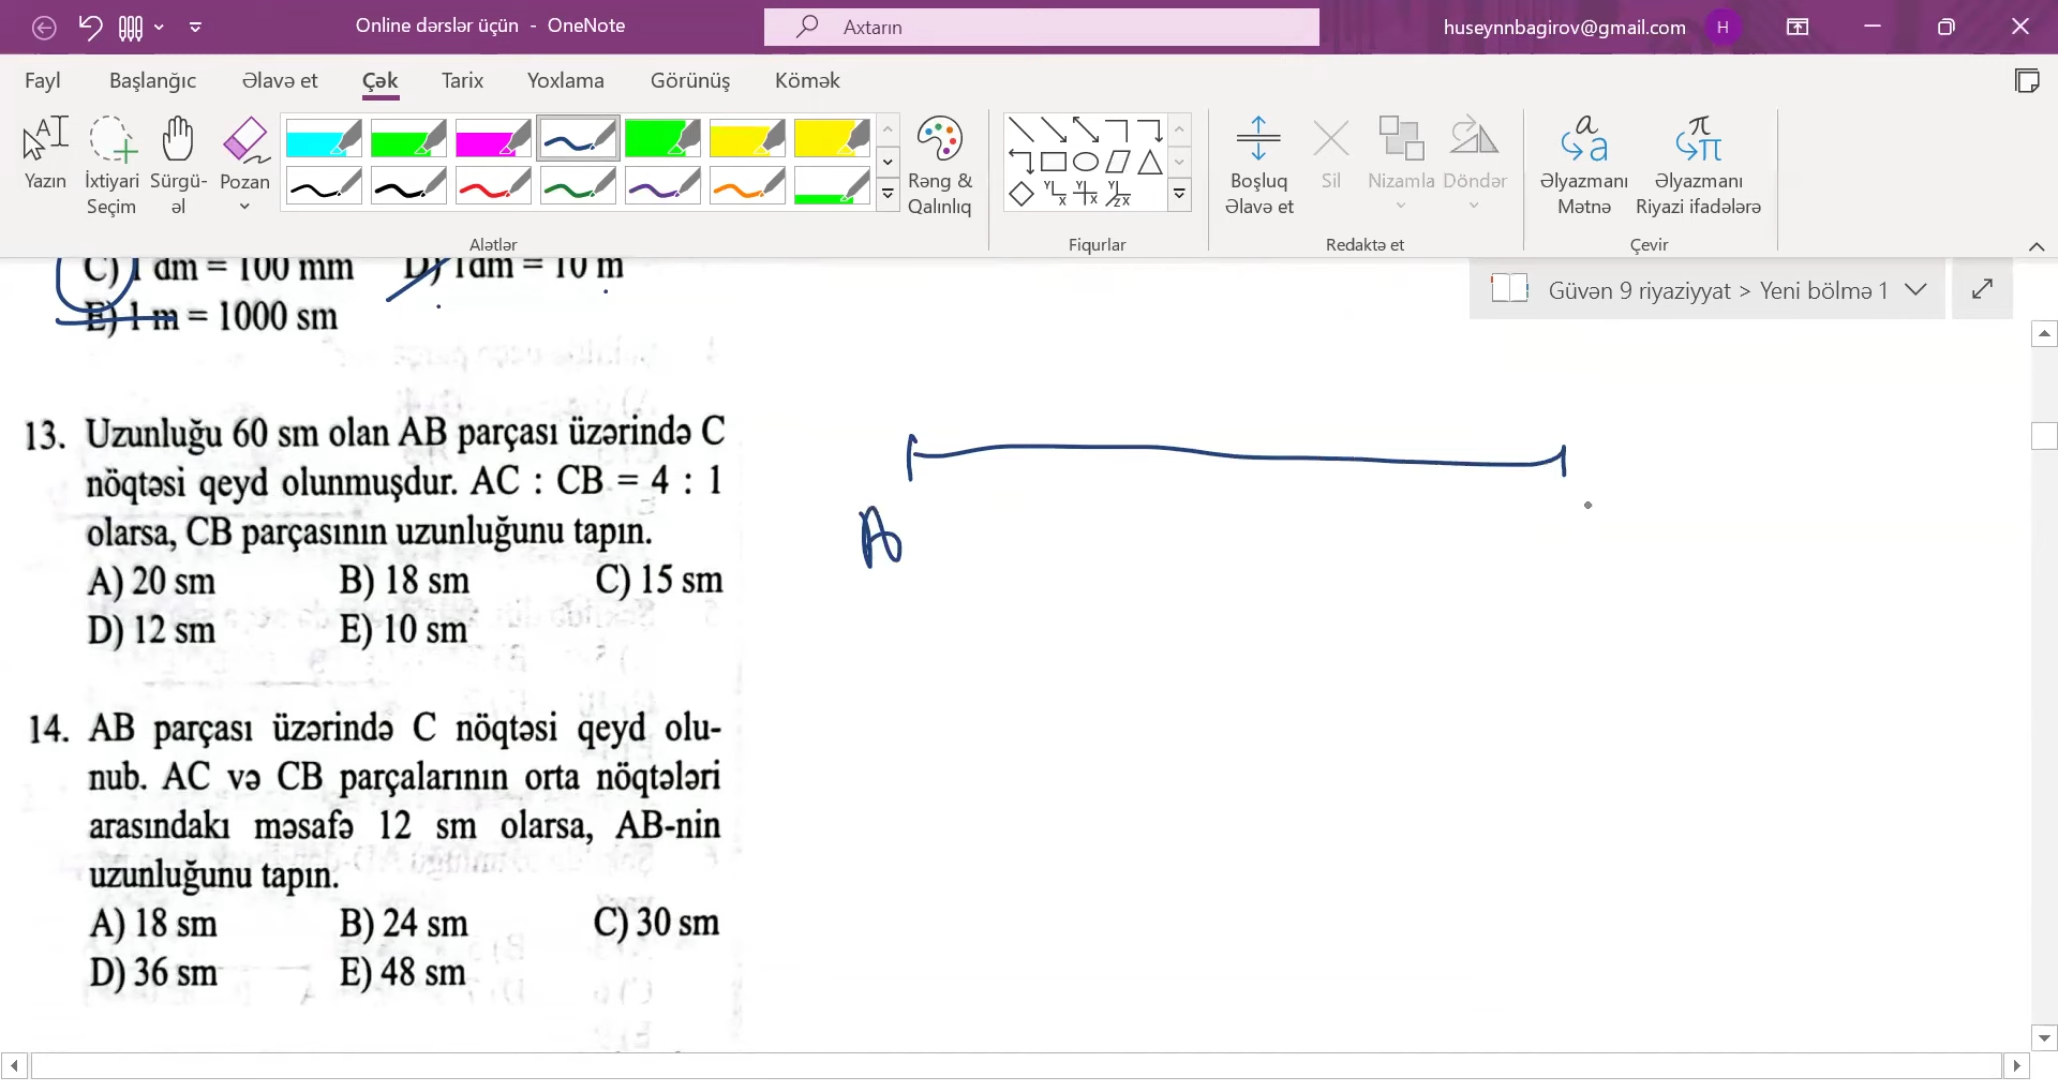 Online dərslər üçün - OneNote
Axtarın
huseynnbagirov@gmail.com
H
Fayl Başlanğıc Əlavə et Çək Tarix Yoxlama Görünüş Kömək
Yazın
İxtiyari Seçim
Sürgü-əl
Pozan
Rəng & Qalınlıq
Boşluq Əlavə et
Sil
Nizamla
Döndər
Əlyazmanı Mətnə
Əlyazmanı Riyazi ifadələrə
Alətlər
Fiqurlar
Redaktə et
Çevir
Güvən 9 riyaziyyat > Yeni bölmə 1
C) 1 dm = 100 mm D) 1dm = 10 m
E) 1 m = 1000 sm
13. Uzunluğu 60 sm olan AB parçası üzərində C
nöqtəsi qeyd olunmuşdur. AC : CB = 4 : 1
olarsa, CB parçasının uzunluğunu tapın.
A) 20 sm B) 18 sm C) 15 sm
D) 12 sm E) 10 sm
A
14. AB parçası üzərində C nöqtəsi qeyd olu-
nub. AC və CB parçalarının orta nöqtələri
arasındakı məsafə 12 sm olarsa, AB-nin
uzunluğunu tapın.
A) 18 sm B) 24 sm C) 30 sm
D) 36 sm E) 48 sm